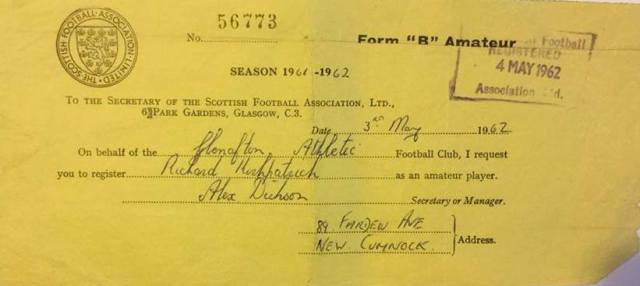 THE SCOTTISH FOOTBALL ASSOCIATION LIMITED
56773
No.
Form "B" Amateur
Football
REGISTERED
4 MAY 1962
Association Ltd.
SEASON 1961-1962
TO THE SECRETARY OF THE SCOTTISH FOOTBALL ASSOCIATION, LTD.,
6 PARK GARDENS, GLASGOW, C.3.
Date 3rd May 1962
On behalf of the Glenafton Athletic Football Club, I request
you to register Richard Kirkpatrick as an amateur player.
Alex Dickson Secretary or Manager.
89 FARDEN AVE
NEW CUMNOCK. Address.